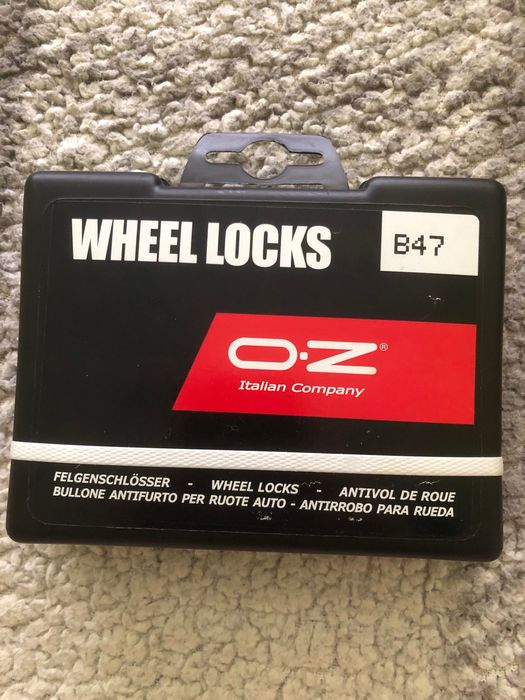 WHEEL LOCKS
B47
O·Z®
Italian Company
FELGENSCHLÖSSER - WHEEL LOCKS - ANTIVOL DE ROUE
BULLONE ANTIFURTO PER RUOTE AUTO - ANTIRROBO PARA RUEDA